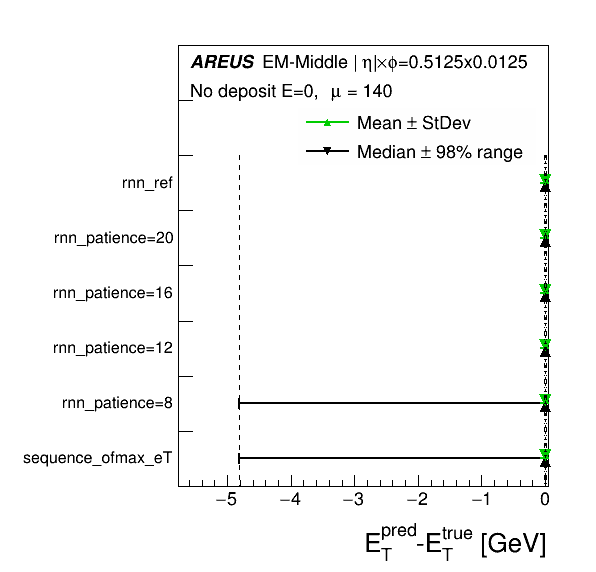 AREUS EM-Middle | η|×ϕ=0.5125x0.0125
No deposit E=0, μ = 140
Mean ± StDev
Median ± 98% range
rnn_ref
rnn_patience=20
rnn_patience=16
rnn_patience=12
rnn_patience=8
sequence_ofmax_eT
−5 −4 −3 −2 −1 0
E_T^pred-E_T^true [GeV]